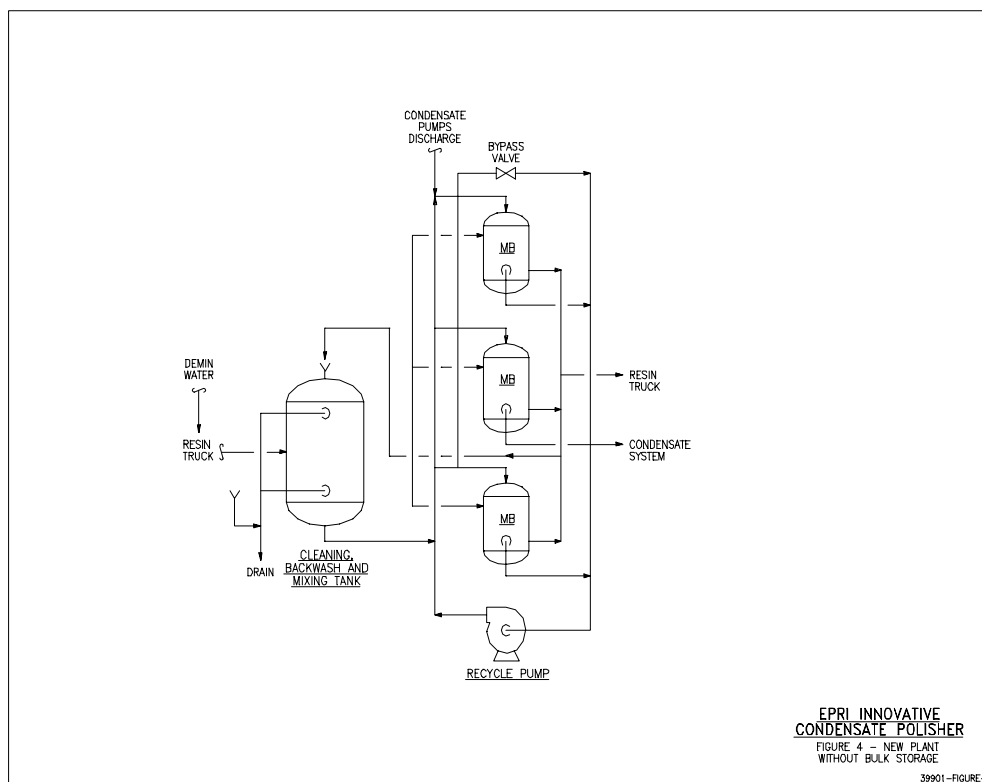 CONDENSATE
PUMPS
DISCHARGE
BYPASS
VALVE
MB
MB
DEMIN
WATER
RESIN
TRUCK
RESIN
TRUCK
CONDENSATE
SYSTEM
MB
DRAIN
CLEANING,
BACKWASH AND
MIXING TANK
RECYCLE PUMP
EPRI INNOVATIVE
CONDENSATE POLISHER
FIGURE 4 - NEW PLANT
WITHOUT BULK STORAGE
39901-FIGURE-